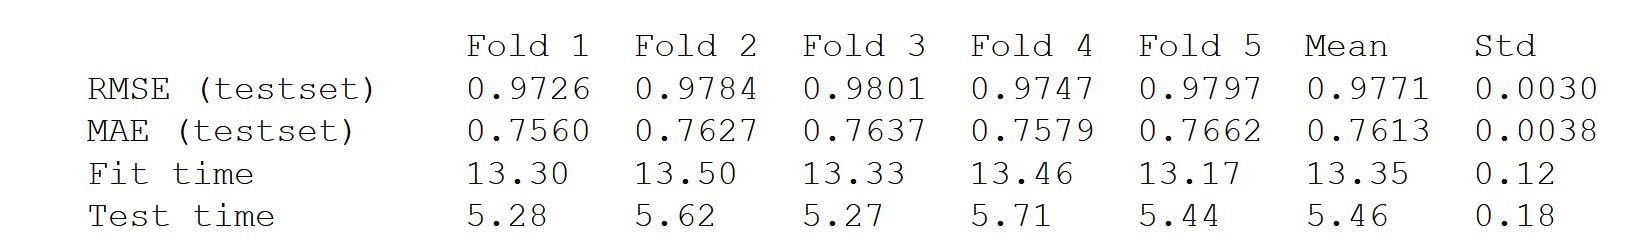 Fold 1 Fold 2 Fold 3 Fold 4 Fold 5 Mean Std
RMSE (testset) 0.9726 0.9784 0.9801 0.9747 0.9797 0.9771 0.0030
MAE (testset) 0.7560 0.7627 0.7637 0.7579 0.7662 0.7613 0.0038
Fit time 13.30 13.50 13.33 13.46 13.17 13.35 0.12
Test time 5.28 5.62 5.27 5.71 5.44 5.46 0.18